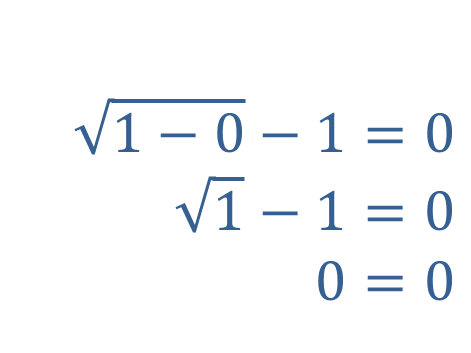 √1 − 0 − 1 = 0
√1 − 1 = 0
0 = 0